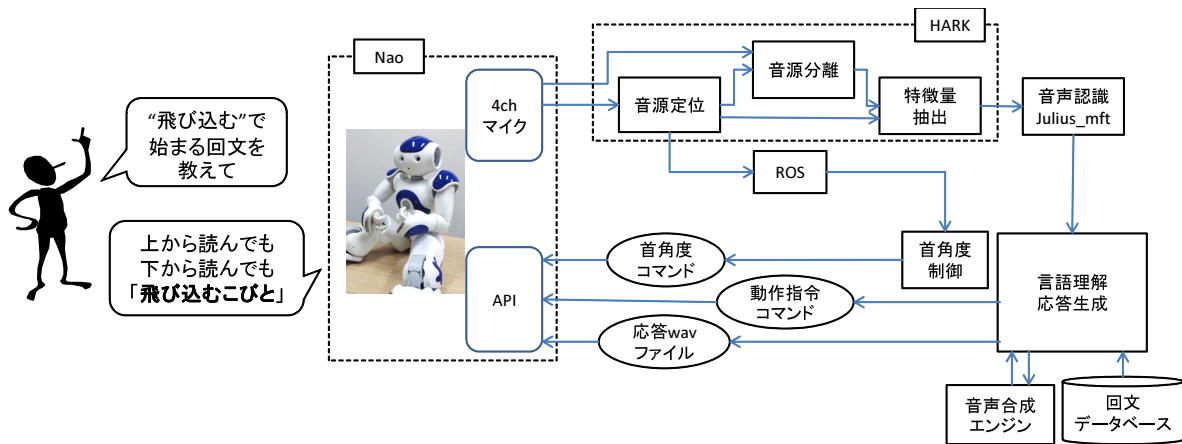 HARK
Nao
音源分離
4ch
マイク
音源定位
特徴量
抽出
音声認識
Julius_mft
“飛び込む”で
始まる回文を
教えて
ROS
上から読んでも
下から読んでも
「飛び込むこびと」
首角度
コマンド
首角度
制御
言語理解
応答生成
API
動作指令
コマンド
応答wav
ファイル
音声合成
エンジン
回文
データベース